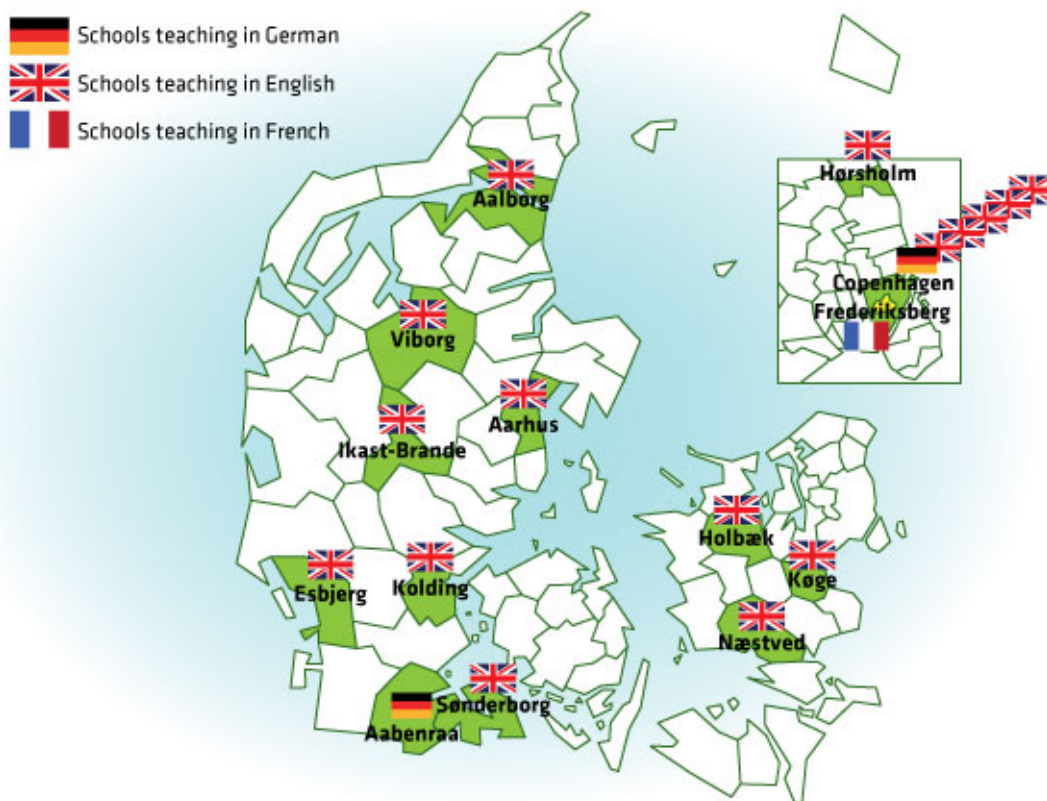 Schools teaching in German
Schools teaching in English
Schools teaching in French
Hørsholm
Aalborg
Copenhagen
Frederiksberg
Viborg
Aarhus
Ikast-Brande
Holbæk
Køge
Esbjerg
Kolding
Næstved
Sønderborg
Aabenraa